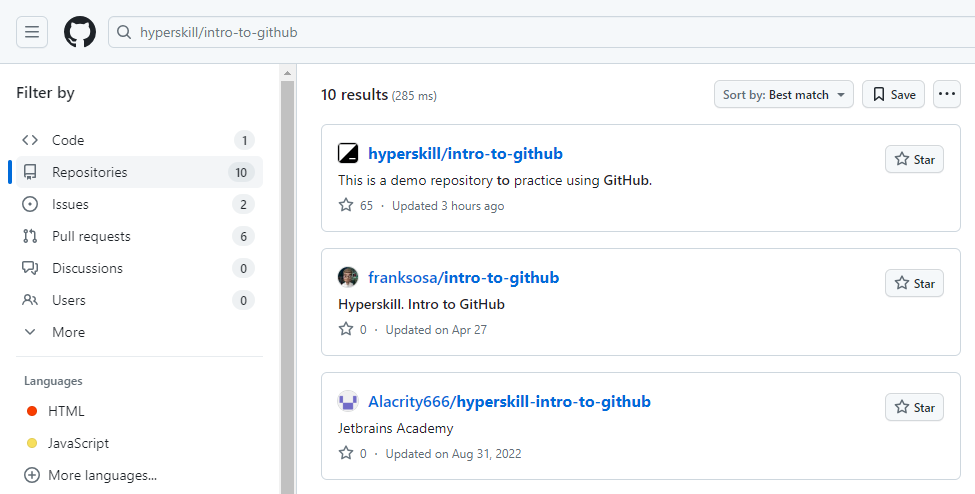 hyperskill/intro-to-github
Filter by
Code 1
Repositories 10
Issues 2
Pull requests 6
Discussions 0
Users 0
More
Languages
HTML
JavaScript
More languages...
10 results (285 ms)
Sort by: Best match
Save
hyperskill/intro-to-github
Star
This is a demo repository to practice using GitHub.
65 · Updated 3 hours ago
franksosa/intro-to-github
Star
Hyperskill. Intro to GitHub
0 · Updated on Apr 27
Alacrity666/hyperskill-intro-to-github
Star
Jetbrains Academy
0 · Updated on Aug 31, 2022